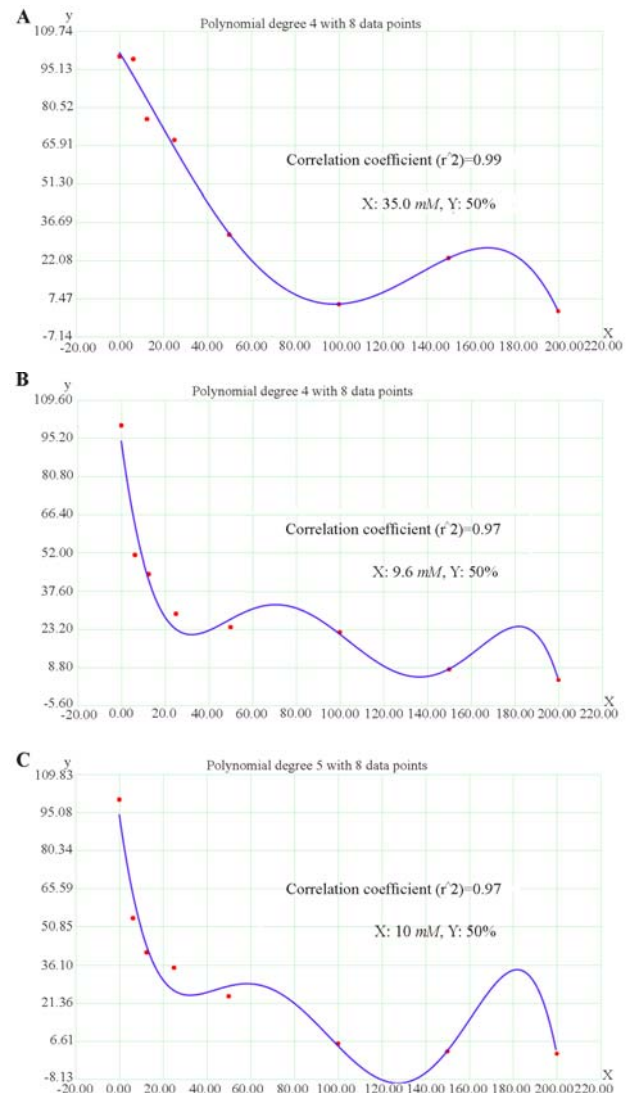 A
y
Polynomial degree 4 with 8 data points
109.74
95.13
80.52
65.91
51.30
36.69
22.08
7.47
-7.14
Correlation coefficient (r^2)=0.99
X: 35.0 mM, Y: 50%
X
-20.00 0.00 20.00 40.00 60.00 80.00 100.00 120.00 140.00 160.00 180.00 200.00 220.00
B
y
Polynomial degree 4 with 8 data points
109.60
95.20
80.80
66.40
52.00
37.60
23.20
8.80
-5.60
Correlation coefficient (r^2)=0.97
X: 9.6 mM, Y: 50%
X
-20.00 0.00 20.00 40.00 60.00 80.00 100.00 120.00 140.00 160.00 180.00 200.00 220.00
C
y
Polynomial degree 5 with 8 data points
109.83
95.08
80.34
65.59
50.85
36.10
21.36
6.61
-8.13
Correlation coefficient (r^2)=0.97
X: 10 mM, Y: 50%
X
-20.00 0.00 20.00 40.00 60.00 80.00 100.00 120.00 140.00 160.00 180.00 200.00 220.00